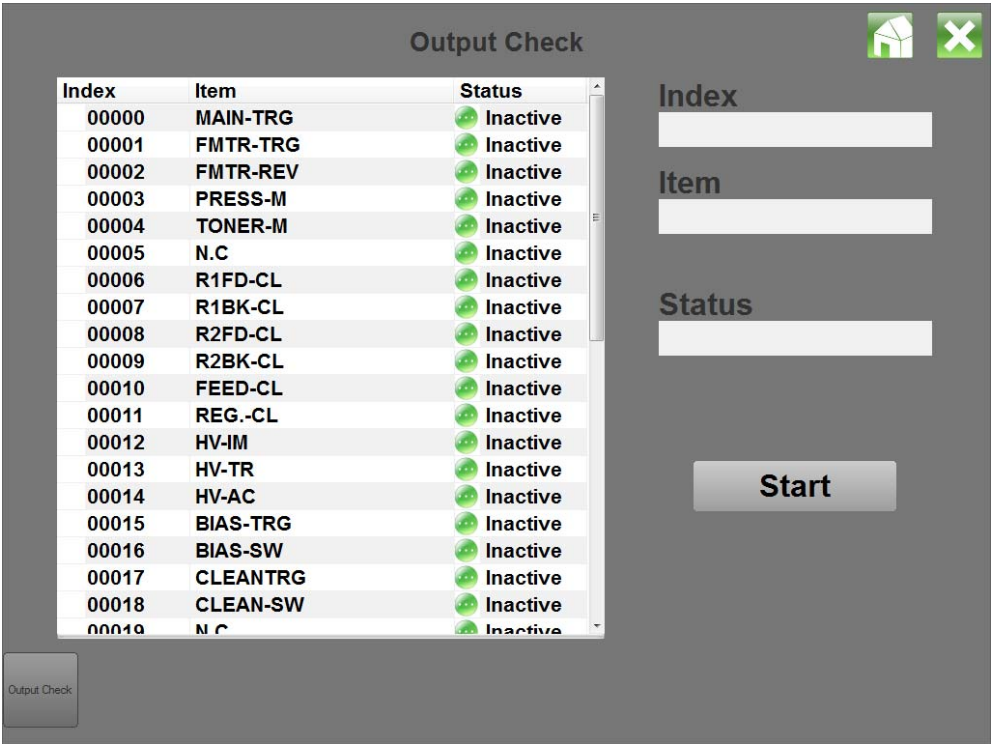 Output Check
Index Item Status
00000 MAIN-TRG Inactive
00001 FMTR-TRG Inactive
00002 FMTR-REV Inactive
00003 PRESS-M Inactive
00004 TONER-M Inactive
00005 N.C Inactive
00006 R1FD-CL Inactive
00007 R1BK-CL Inactive
00008 R2FD-CL Inactive
00009 R2BK-CL Inactive
00010 FEED-CL Inactive
00011 REG.-CL Inactive
00012 HV-IM Inactive
00013 HV-TR Inactive
00014 HV-AC Inactive
00015 BIAS-TRG Inactive
00016 BIAS-SW Inactive
00017 CLEANTRG Inactive
00018 CLEAN-SW Inactive
00019 N.C Inactive
Index
Item
Status
Start
Output Check